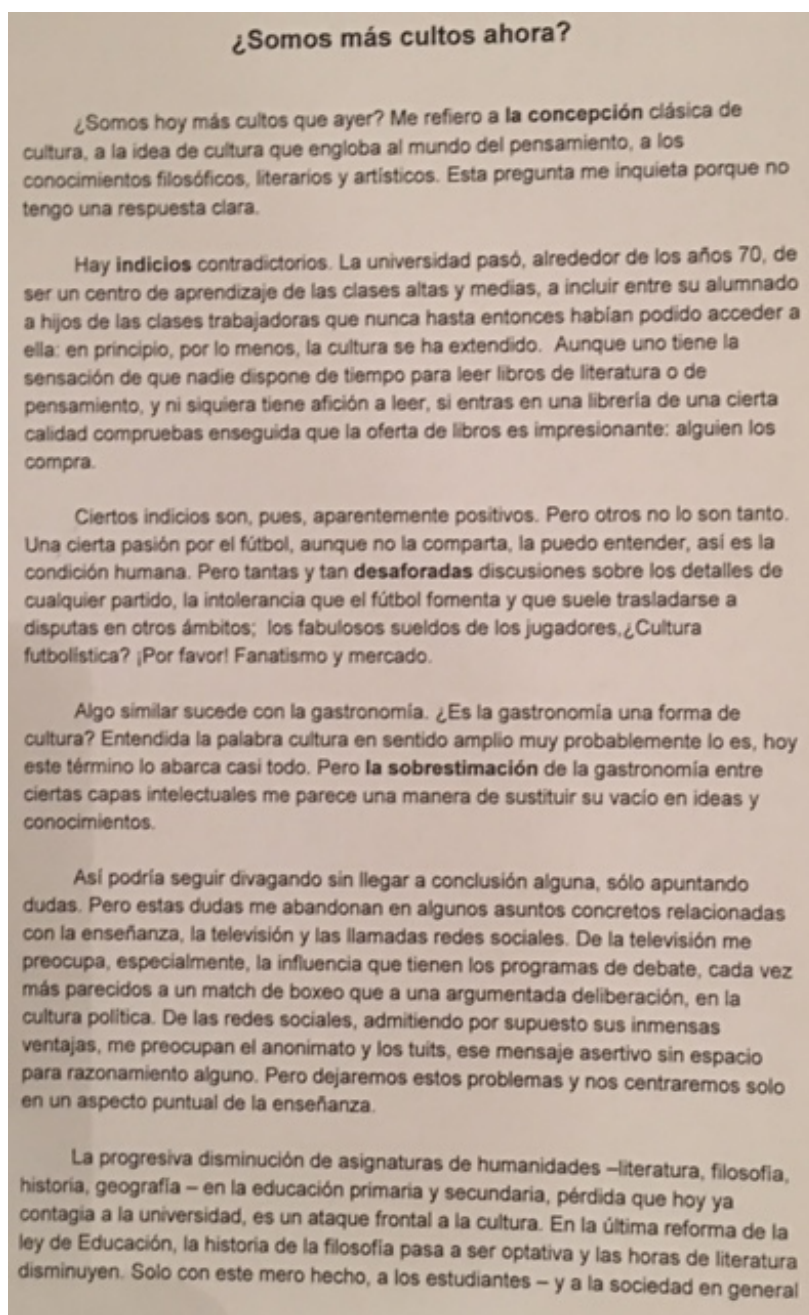 ¿Somos más cultos ahora?
¿Somos hoy más cultos que ayer? Me refiero a la concepción clásica de
cultura, a la idea de cultura que engloba al mundo del pensamiento, a los
conocimientos filosóficos, literarios y artísticos. Esta pregunta me inquieta porque no
tengo una respuesta clara.
Hay indicios contradictorios. La universidad pasó, alrededor de los años 70, de
ser un centro de aprendizaje de las clases altas y medias, a incluir entre su alumnado
a hijos de las clases trabajadoras que nunca hasta entonces habían podido acceder a
ella: en principio, por lo menos, la cultura se ha extendido. Aunque uno tiene la
sensación de que nadie dispone de tiempo para leer libros de literatura o de
pensamiento, y ni siquiera tiene afición a leer, si entras en una librería de una cierta
calidad compruebas enseguida que la oferta de libros es impresionante: alguien los
compra.
Ciertos indicios son, pues, aparentemente positivos. Pero otros no lo son tanto.
Una cierta pasión por el fútbol, aunque no la comparta, la puedo entender, así es la
condición humana. Pero tantas y tan desaforadas discusiones sobre los detalles de
cualquier partido, la intolerancia que el fútbol fomenta y que suele trasladarse a
disputas en otros ámbitos; los fabulosos sueldos de los jugadores,¿Cultura
futbolística? ¡Por favor! Fanatismo y mercado.
Algo similar sucede con la gastronomía. ¿Es la gastronomía una forma de
cultura? Entendida la palabra cultura en sentido amplio muy probablemente lo es, hoy
este término lo abarca casi todo. Pero la sobrestimación de la gastronomía entre
ciertas capas intelectuales me parece una manera de sustituir su vacío en ideas y
conocimientos.
Así podría seguir divagando sin llegar a conclusión alguna, sólo apuntando
dudas. Pero estas dudas me abandonan en algunos asuntos concretos relacionadas
con la enseñanza, la televisión y las llamadas redes sociales. De la televisión me
preocupa, especialmente, la influencia que tienen los programas de debate, cada vez
más parecidos a un match de boxeo que a una argumentada deliberación, en la
cultura política. De las redes sociales, admitiendo por supuesto sus inmensas
ventajas, me preocupan el anonimato y los tuits, ese mensaje asertivo sin espacio
para razonamiento alguno. Pero dejaremos estos problemas y nos centraremos solo
en un aspecto puntual de la enseñanza.
La progresiva disminución de asignaturas de humanidades –literatura, filosofía,
historia, geografía – en la educación primaria y secundaria, pérdida que hoy ya
contagia a la universidad, es un ataque frontal a la cultura. En la última reforma de la
ley de Educación, la historia de la filosofía pasa a ser optativa y las horas de literatura
disminuyen. Solo con este mero hecho, a los estudiantes – y a la sociedad en general